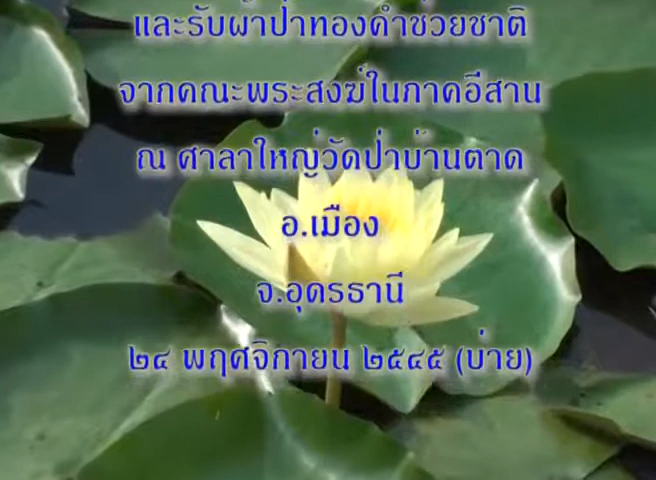 และรับผ้าป่าทองคำช่วยชาติ
จากคณะพระสงฆ์ในภาคอีสาน
ณ ศาลาใหญ่วัดป่าบ้านตาด
อ.เมือง
จ.อุดรธานี
๒๔ พฤศจิกายน ๒๕๔๕ (บ่าย)